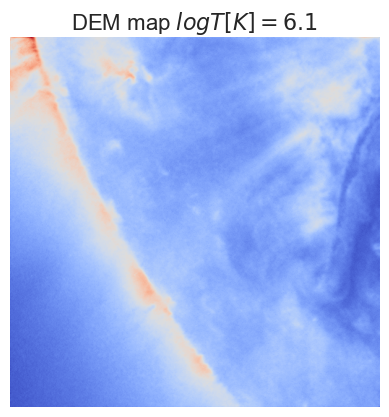 DEM map logT[K] = 6.1